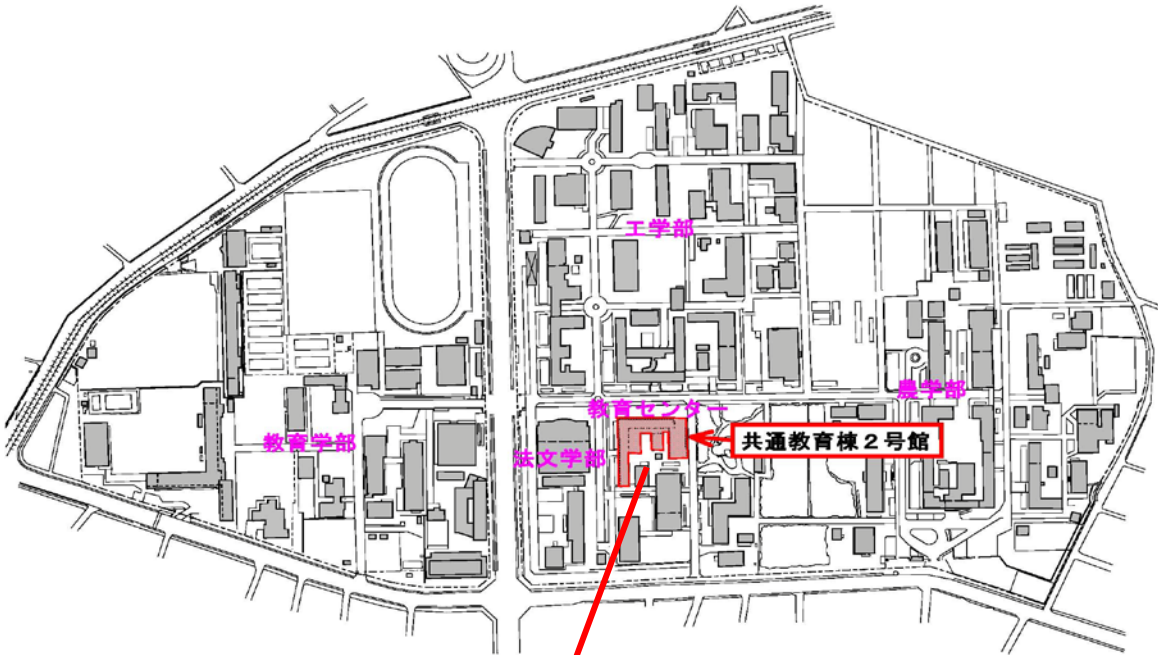 工学部
教育センター
農学部
教育学部
法文学部
共通教育棟２号館